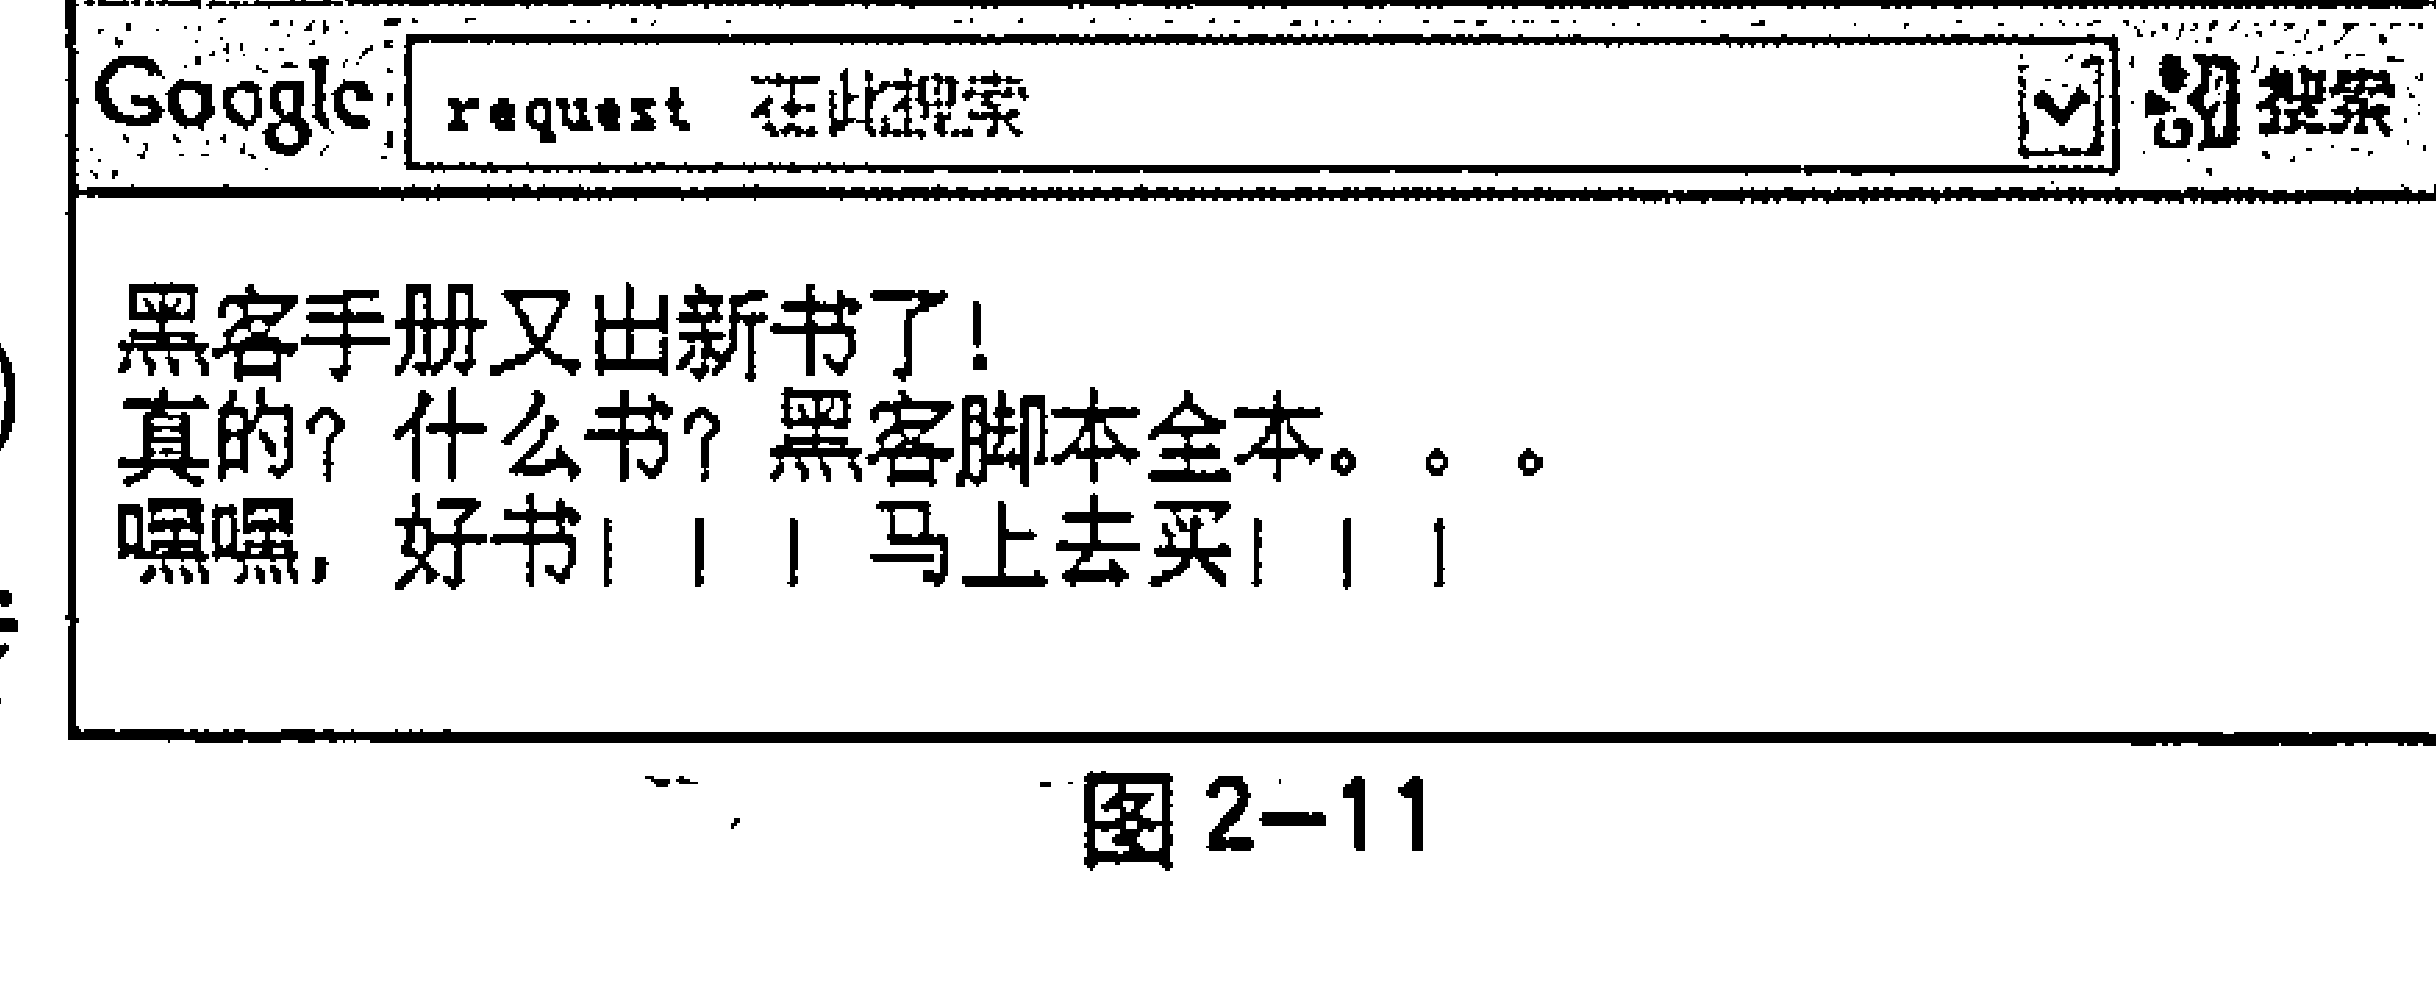 Google request 在此搜索 搜索
黑客手册又出新书了!
真的? 什么书? 黑客脚本全本。。。
嘿嘿, 好书||| 马上去买|||
图 2-11